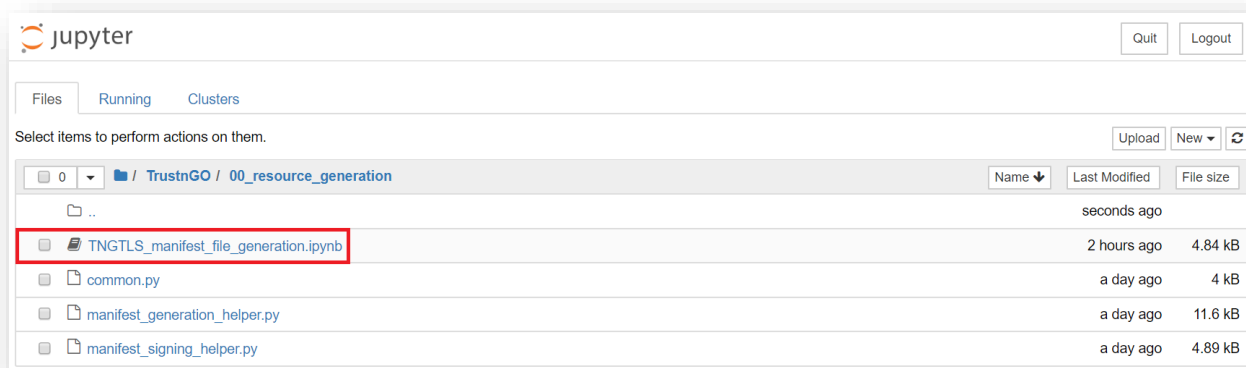 jupyter Quit Logout
Files Running Clusters
Select items to perform actions on them. Upload New
0 / TrustnGO / 00_resource_generation Name Last Modified File size
.. seconds ago
TNGTLS_manifest_file_generation.ipynb 2 hours ago 4.84 kB
common.py a day ago 4 kB
manifest_generation_helper.py a day ago 11.6 kB
manifest_signing_helper.py a day ago 4.89 kB